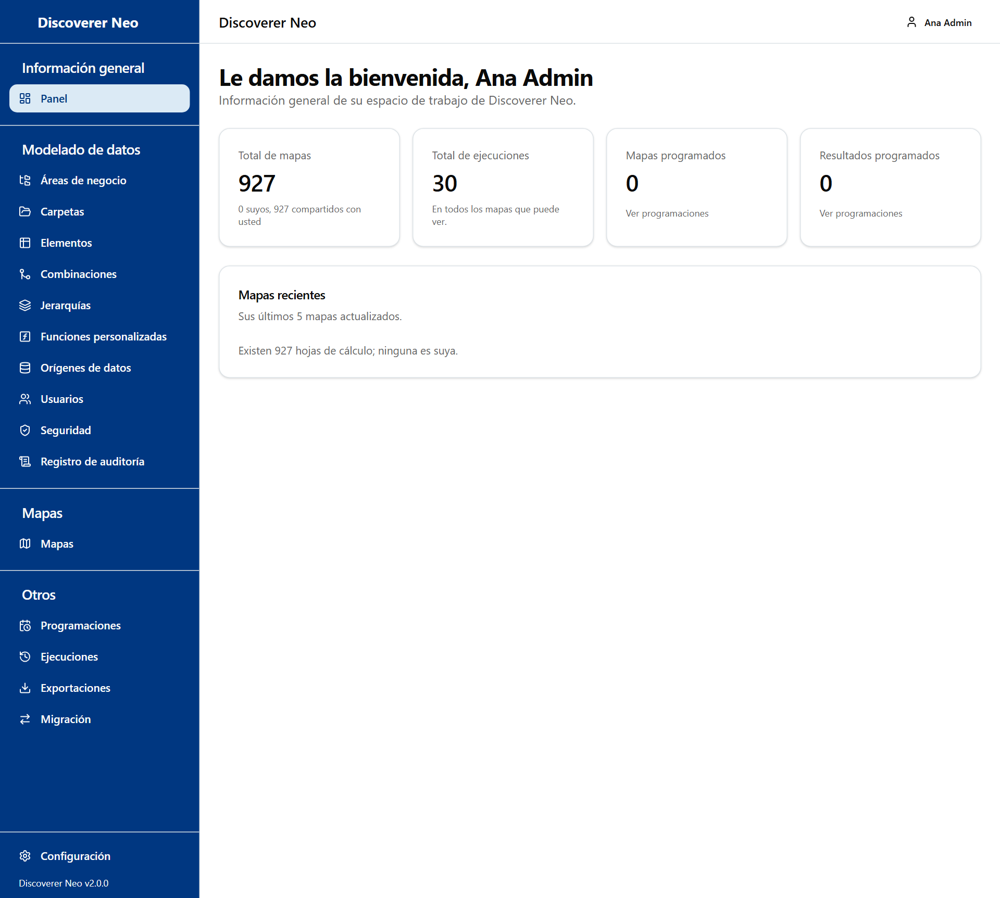 Discoverer Neo
Información general
Panel
Modelado de datos
Áreas de negocio
Carpetas
Elementos
Combinaciones
Jerarquías
Funciones personalizadas
Orígenes de datos
Usuarios
Seguridad
Registro de auditoría
Mapas
Mapas
Otros
Programaciones
Ejecuciones
Exportaciones
Migración
Configuración
Discoverer Neo v2.0.0
Discoverer Neo
Ana Admin
Le damos la bienvenida, Ana Admin
Información general de su espacio de trabajo de Discoverer Neo.
Total de mapas
927
0 suyos, 927 compartidos con
usted
Total de ejecuciones
30
En todos los mapas que puede
ver.
Mapas programados
0
Ver programaciones
Resultados programados
0
Ver programaciones
Mapas recientes
Sus últimos 5 mapas actualizados.
Existen 927 hojas de cálculo; ninguna es suya.